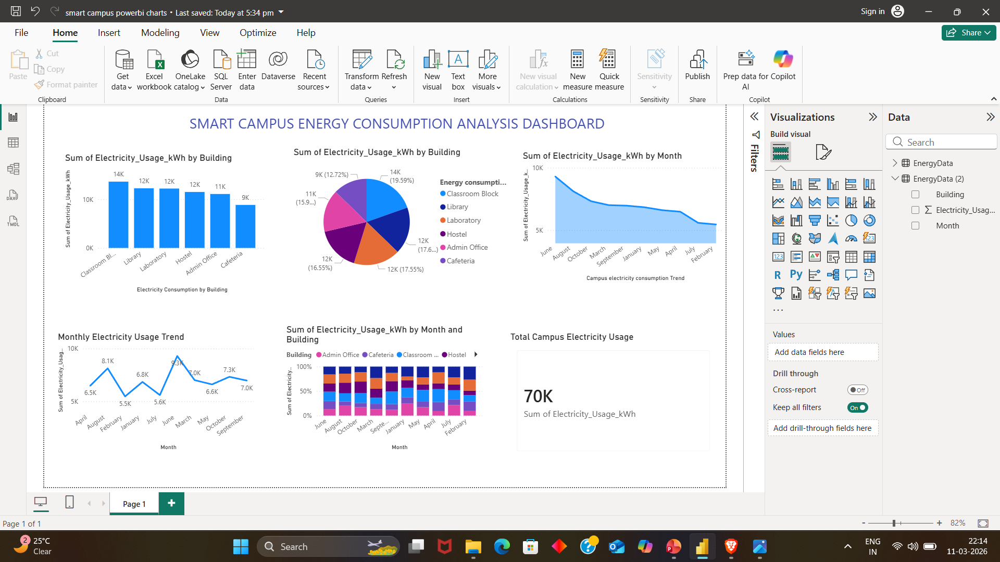 smart campus powerbi charts • Last saved: Today at 5:34 pm
Sign in
File Home Insert Modeling View Optimize Help
Share
Paste
Cut
Copy
Format painter
Clipboard
Get data
Excel workbook
OneLake catalog
SQL Server
Enter data
Dataverse
Recent sources
Data
Transform data
Refresh
Queries
New visual
Text box
More visuals
Insert
New visual calculation
New measure
Quick measure
Calculations
Sensitivity
Sensitivity
Publish
Share
Prep data for AI
Copilot
Copilot
SMART CAMPUS ENERGY CONSUMPTION ANALYSIS DASHBOARD
Sum of Electricity_Usage_kWh by Building
Sum of Electricity_Usage_kWh
10K
0K
14K
12K
12K
12K
11K
9K
Classroom Bl...
Library
Laboratory
Hostel
Admin Office
Cafeteria
Electricity Consumption by Building
Sum of Electricity_Usage_kWh by Building
14K
(19.59%)
12K
(17.6...)
12K (17.55%)
12K
(16.55%)
11K
(15.9...)
9K (12.72%)
Energy consumpti...
Classroom Block
Library
Laboratory
Hostel
Admin Office
Cafeteria
Sum of Electricity_Usage_kWh by Month
Sum of Electricity_Usage_k...
10K
5K
June
August
October
March
September
January
May
April
July
February
Campus electricity consumption Trend
Monthly Electricity Usage Trend
Sum of Electricity_Usag...
10K
5K
6.5K
8.1K
5.5K
6.8K
5.6K
9.3K
7.0K
6.6K
7.3K
7.0K
April
August
February
January
July
June
March
May
October
September
Month
Sum of Electricity_Usage_kWh by Month and
Building
Building Admin Office Cafeteria Classroom ... Hostel
Sum of Electricity...
100%
50%
0%
June
August
October
March
Septe...
January
May
April
July
February
Month
Total Campus Electricity Usage
70K
Sum of Electricity_Usage_kWh
Filters
Visualizations
Build visual
Values
Add data fields here
Drill through
Cross-report Off
Keep all filters On
Add drill-through fields here
Data
Search
EnergyData
EnergyData (2)
Building
Electricity_Usag...
Month
Page 1
Page 1 of 1
- + 82%
2
25°C
Clear
Search
ENG
IN
22:14
11-03-2026